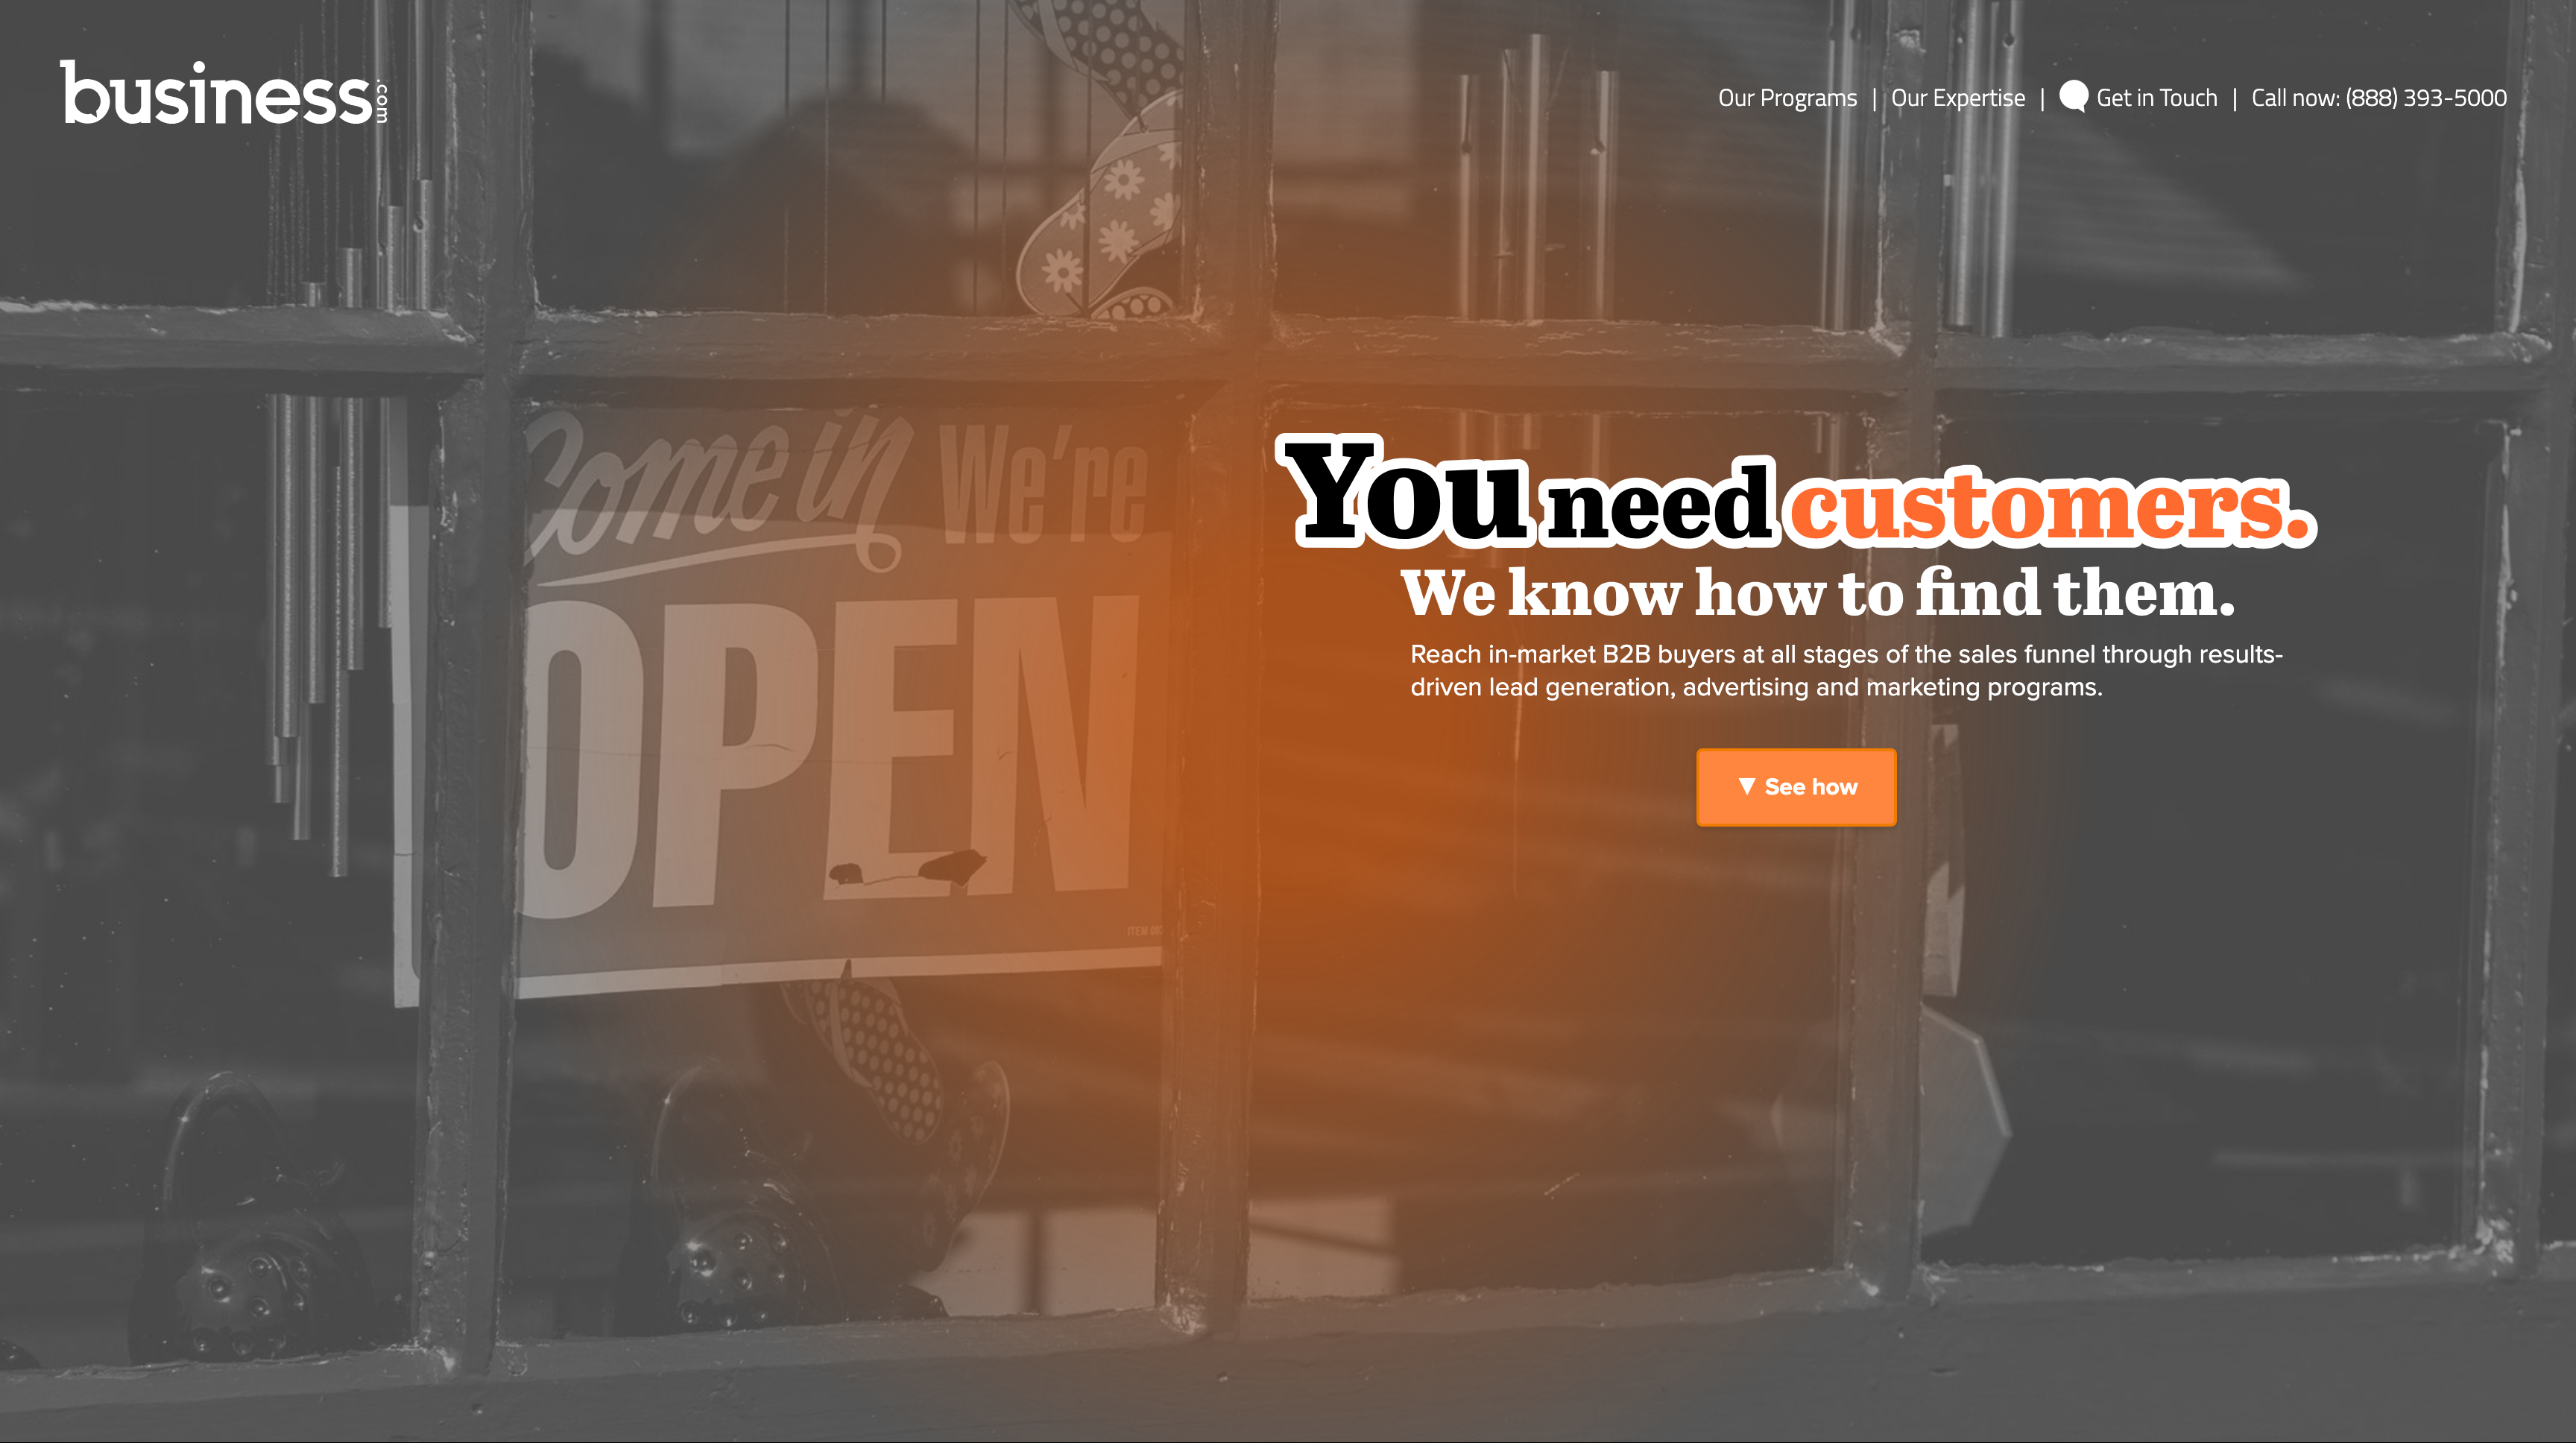 business.com
Our Programs | Our Expertise | Get in Touch | Call now: (888) 393-5000
Come in We're
OPEN
You need customers.
We know how to find them.
Reach in-market B2B buyers at all stages of the sales funnel through results-
driven lead generation, advertising and marketing programs.
▼ See how